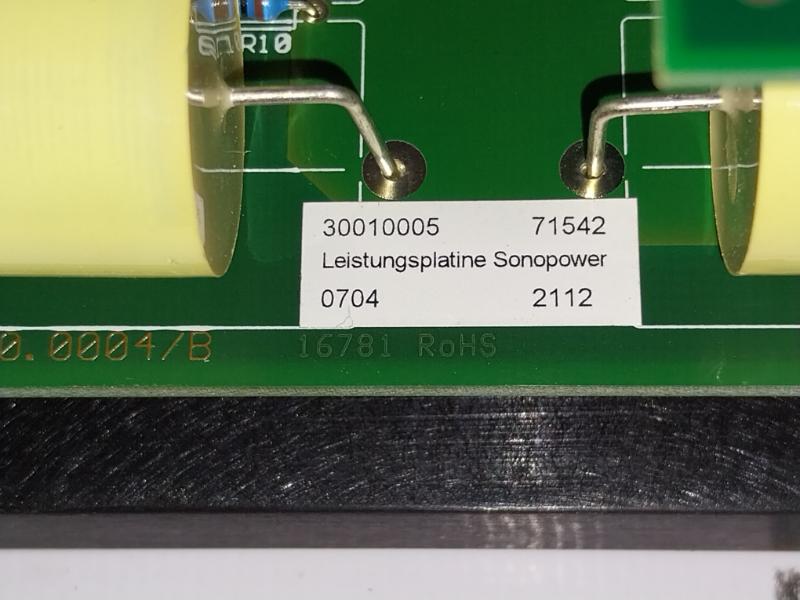 R10
30010005 71542
Leistungsplatine Sonopower
0704 2112
0.0004/B 16781 RoHS